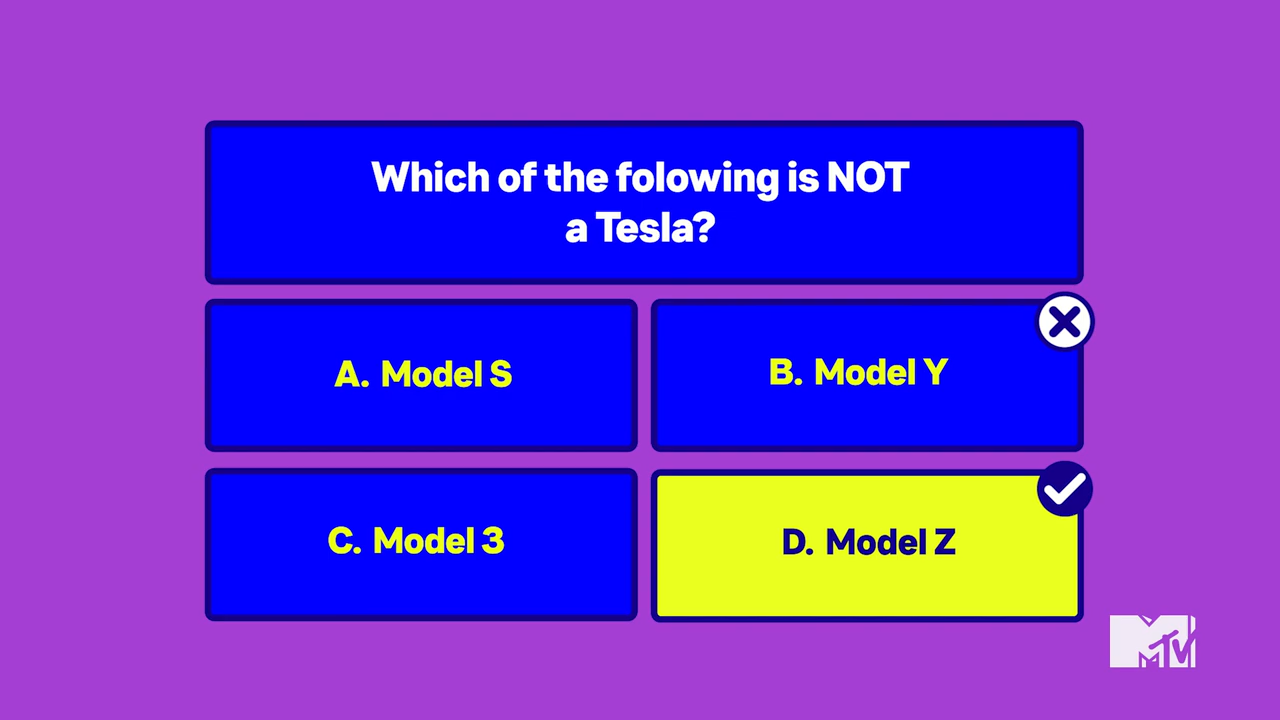 Which of the folowing is NOT
a Tesla?
A. Model S
B. Model Y
C. Model 3
D. Model Z
MTV